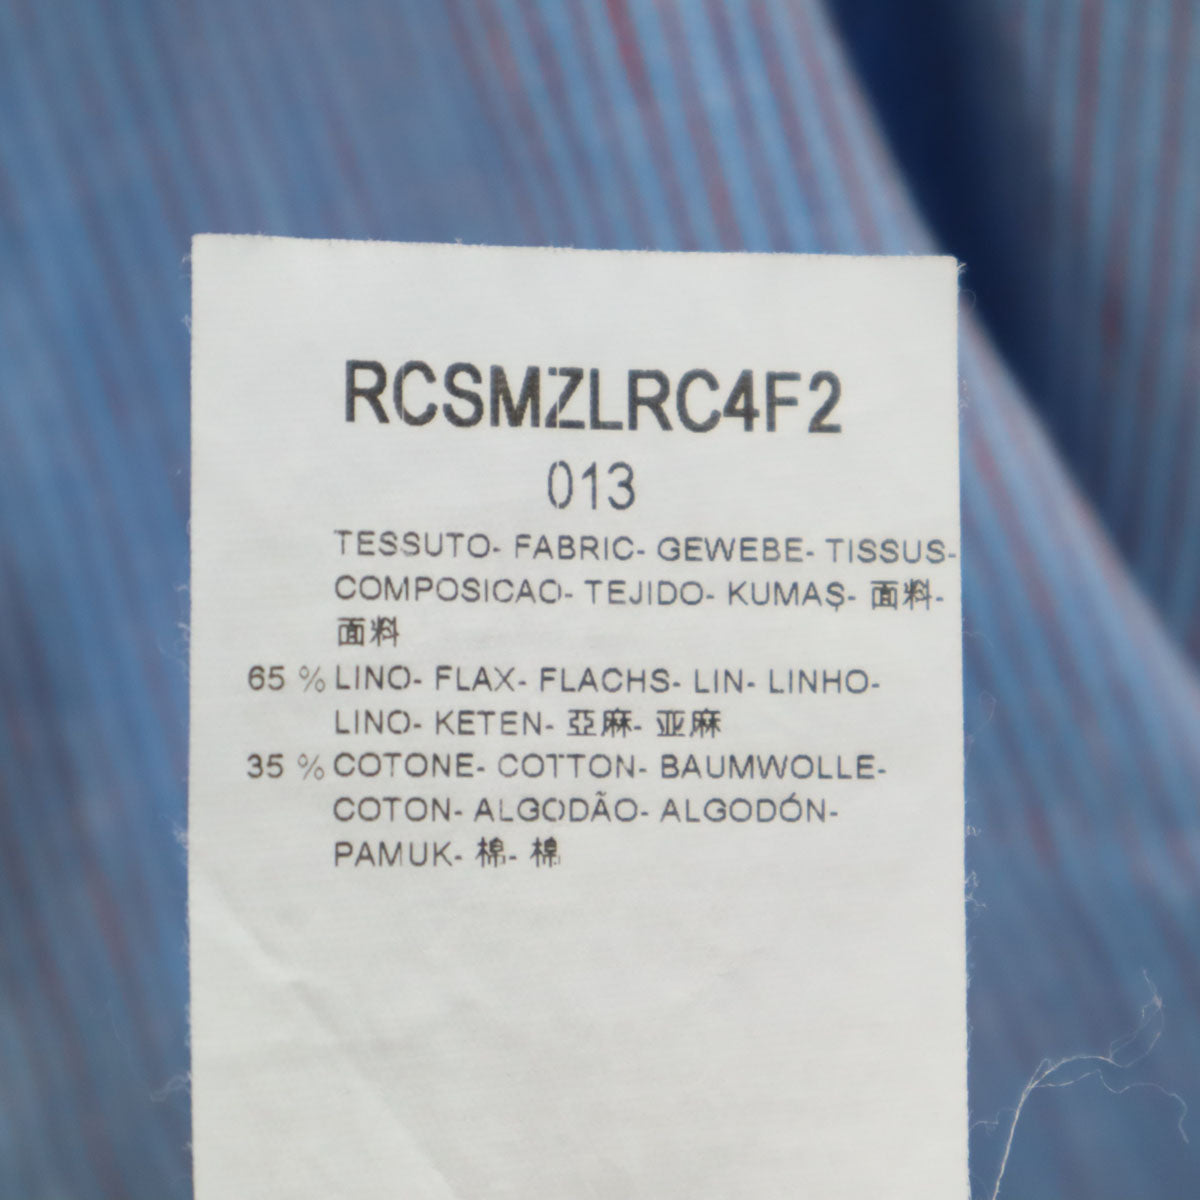 RCSMZLRC4F2
013
TESSUTO- FABRIC- GEWEBE- TISSUS-
COMPOSICAO- TEJIDO- KUMAŞ- 面料-
面料
65 % LINO- FLAX- FLACHS- LIN- LINHO-
LINO- KETEN- 亞麻- 亚麻
35 % COTONE- COTTON- BAUMWOLLE-
COTON- ALGODÃO- ALGODÓN-
PAMUK- 棉- 棉